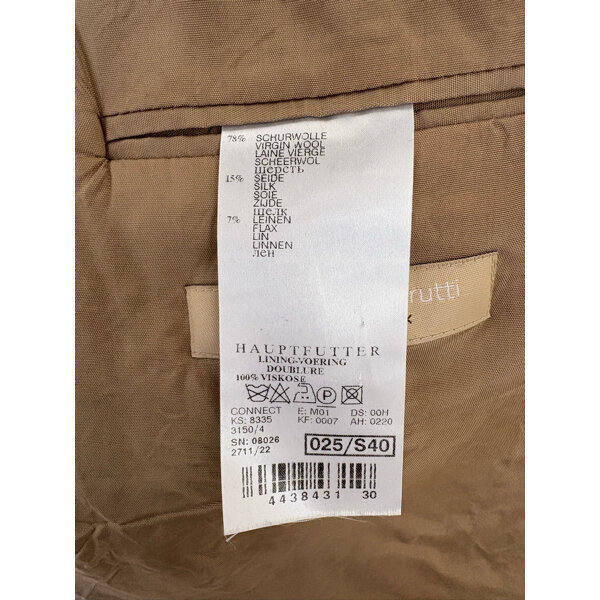 78% SCHURWOLLE
VIRGIN WOOL
LAINE VIERGE
SCHEERWOL
шерсть
15% SEIDE
SILK
SOIE
ZIJDE
шелк
7% LEINEN
FLAX
LIN
LINNEN
лен
rutti
K
HAUPTFUTTER
LINING-VOERING
DOUBLURE
100% VISKOSE
P
CONNECT E: M01 DS: 00H
KS: 8335 KF: 0007 AH: 0220
3150/4
SN: 08026
2711/22 025/S40
4438431 30